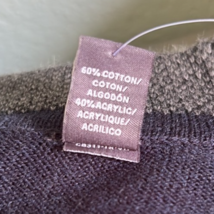 60% COTTON/
COTON/
ALGODÓN
40% ACRYLIC/
ACRYLIQUE/
ACRÍLICO